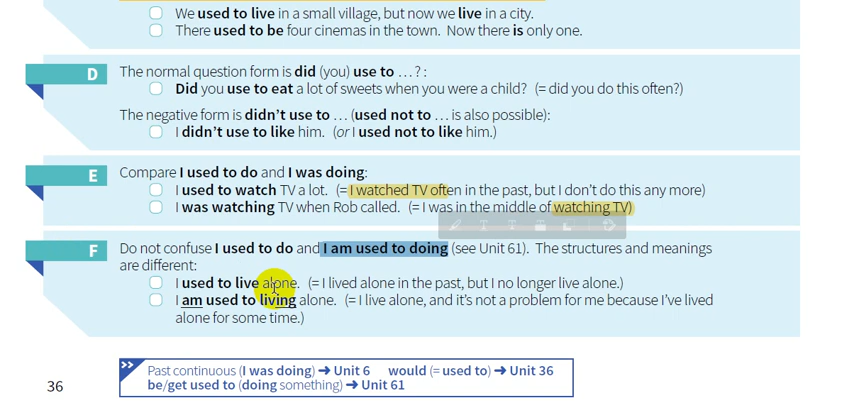 We used to live in a small village, but now we live in a city.
There used to be four cinemas in the town. Now there is only one.
D The normal question form is did (you) use to … ? :
Did you use to eat a lot of sweets when you were a child? (= did you do this often?)
The negative form is didn't use to … (used not to … is also possible):
I didn't use to like him. (or I used not to like him.)
E Compare I used to do and I was doing:
I used to watch TV a lot. (= I watched TV often in the past, but I don't do this any more)
I was watching TV when Rob called. (= I was in the middle of watching TV)
F Do not confuse I used to do and I am used to doing (see Unit 61). The structures and meanings
are different:
I used to live alone. (= I lived alone in the past, but I no longer live alone.)
I am used to living alone. (= I live alone, and it's not a problem for me because I've lived
alone for some time.)
>> Past continuous (I was doing) ➜ Unit 6 would (= used to) ➜ Unit 36
be/get used to (doing something) ➜ Unit 61
36